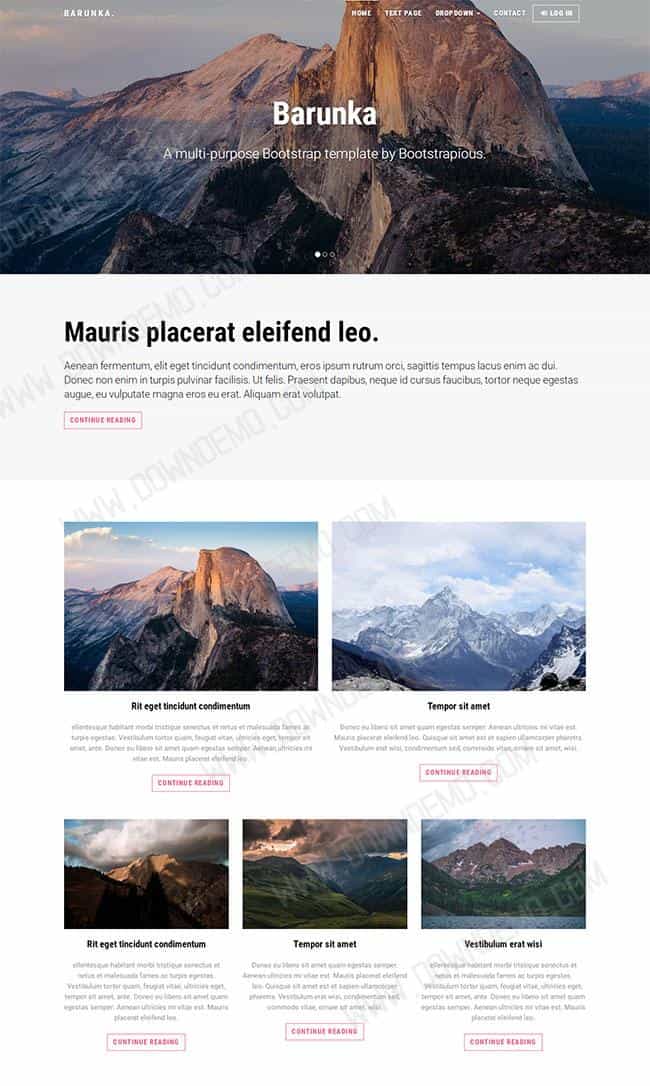 BARUNKA.
HOME TEXT PAGE DROPDOWN CONTACT LOG IN
Barunka
A multi-purpose Bootstrap template by Bootstrapious.
Mauris placerat eleifend leo.
Aenean fermentum, elit eget tincidunt condimentum, eros ipsum rutrum orci, sagittis tempus lacus enim ac dui.
Donec non enim in turpis pulvinar facilisis. Ut felis. Praesent dapibus, neque id cursus faucibus, tortor neque egestas
augue, eu vulputate magna eros eu erat. Aliquam erat volutpat.
CONTINUE READING
Rit eget tincidunt condimentum
ellentesque habitant morbi tristique senectus et netus et malesuada fames ac
turpis egestas. Vestibulum tortor quam, feugiat vitae, ultricies eget, tempor sit
amet, ante. Donec eu libero sit amet quam egestas semper. Aenean ultricies mi
vitae est. Mauris placerat eleifend leo.
CONTINUE READING
Tempor sit amet
Donec eu libero sit amet quam egestas semper. Aenean ultricies mi vitae est.
Mauris placerat eleifend leo. Quisque sit amet est et sapien ullamcorper pharetra.
Vestibulum erat wisi, condimentum sed, commodo vitae, ornare sit amet, wisi.
CONTINUE READING
Rit eget tincidunt condimentum
ellentesque habitant morbi tristique senectus et
netus et malesuada fames ac turpis egestas.
Vestibulum tortor quam, feugiat vitae, ultricies eget,
tempor sit amet, ante. Donec eu libero sit amet quam
egestas semper. Aenean ultricies mi vitae est. Mauris
placerat eleifend leo.
CONTINUE READING
Tempor sit amet
Donec eu libero sit amet quam egestas semper.
Aenean ultricies mi vitae est. Mauris placerat eleifend
leo. Quisque sit amet est et sapien ullamcorper
pharetra. Vestibulum erat wisi, condimentum sed,
commodo vitae, ornare sit amet, wisi.
CONTINUE READING
Vestibulum erat wisi
ellentesque habitant morbi tristique senectus et
netus et malesuada fames ac turpis egestas.
Vestibulum tortor quam, feugiat vitae, ultricies eget,
tempor sit amet, ante. Donec eu libero sit amet quam
egestas semper. Aenean ultricies mi vitae est. Mauris
placerat eleifend leo.
CONTINUE READING
WWW.DOWNDEMO.COM
WWW.DOWNDEMO.COM
WWW.DOWNDEMO.COM
WWW.DOWNDEMO.COM
WWW.DOWNDEMO.COM